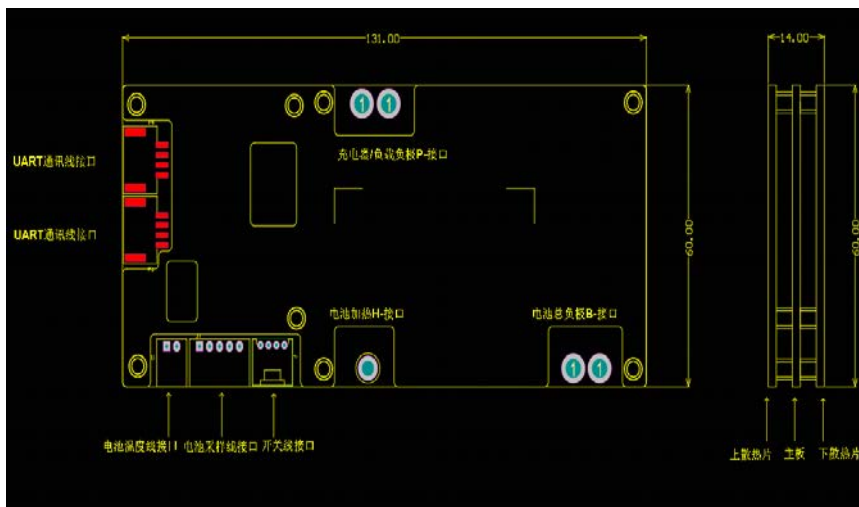 131.00
14.00
UART通讯线接口
充电器/负载负极P-接口
UART通讯线接口
60.00
60.00
电池加热H-接口
电池总负极B-接口
电池温度线接口 电池采样线接口 开关线接口
上散热片 主板 下散热片